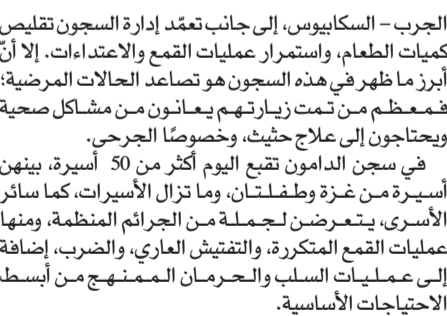 الجرب – السكابيوس، إلى جانب تعمّد إدارة السجون تقليص
كميات الطعام، واستمرار عمليات القمع والاعتداءات. إلا أنّ
أبرز ما ظهر في هذه السجون هو تصاعد الحالات المرضية؛
فمعظم من تمت زيارتهم يعانون من مشاكل صحية
ويحتاجون إلى علاج حثيث، وخصوصًا الجرحى.
في سجن الدامون تقبع اليوم أكثر من 50 أسيرة، بينهن
أسيرة من غزة وطفلتان، وما تزال الأسيرات، كما سائر
الأسرى، يتعرضن لجملة من الجرائم المنظمة، ومنها
عمليات القمع المتكررة، والتفتيش العاري، والضرب، إضافة
إلى عمليات السلب والحرمان الممنهج من أبسط
الاحتياجات الأساسية.